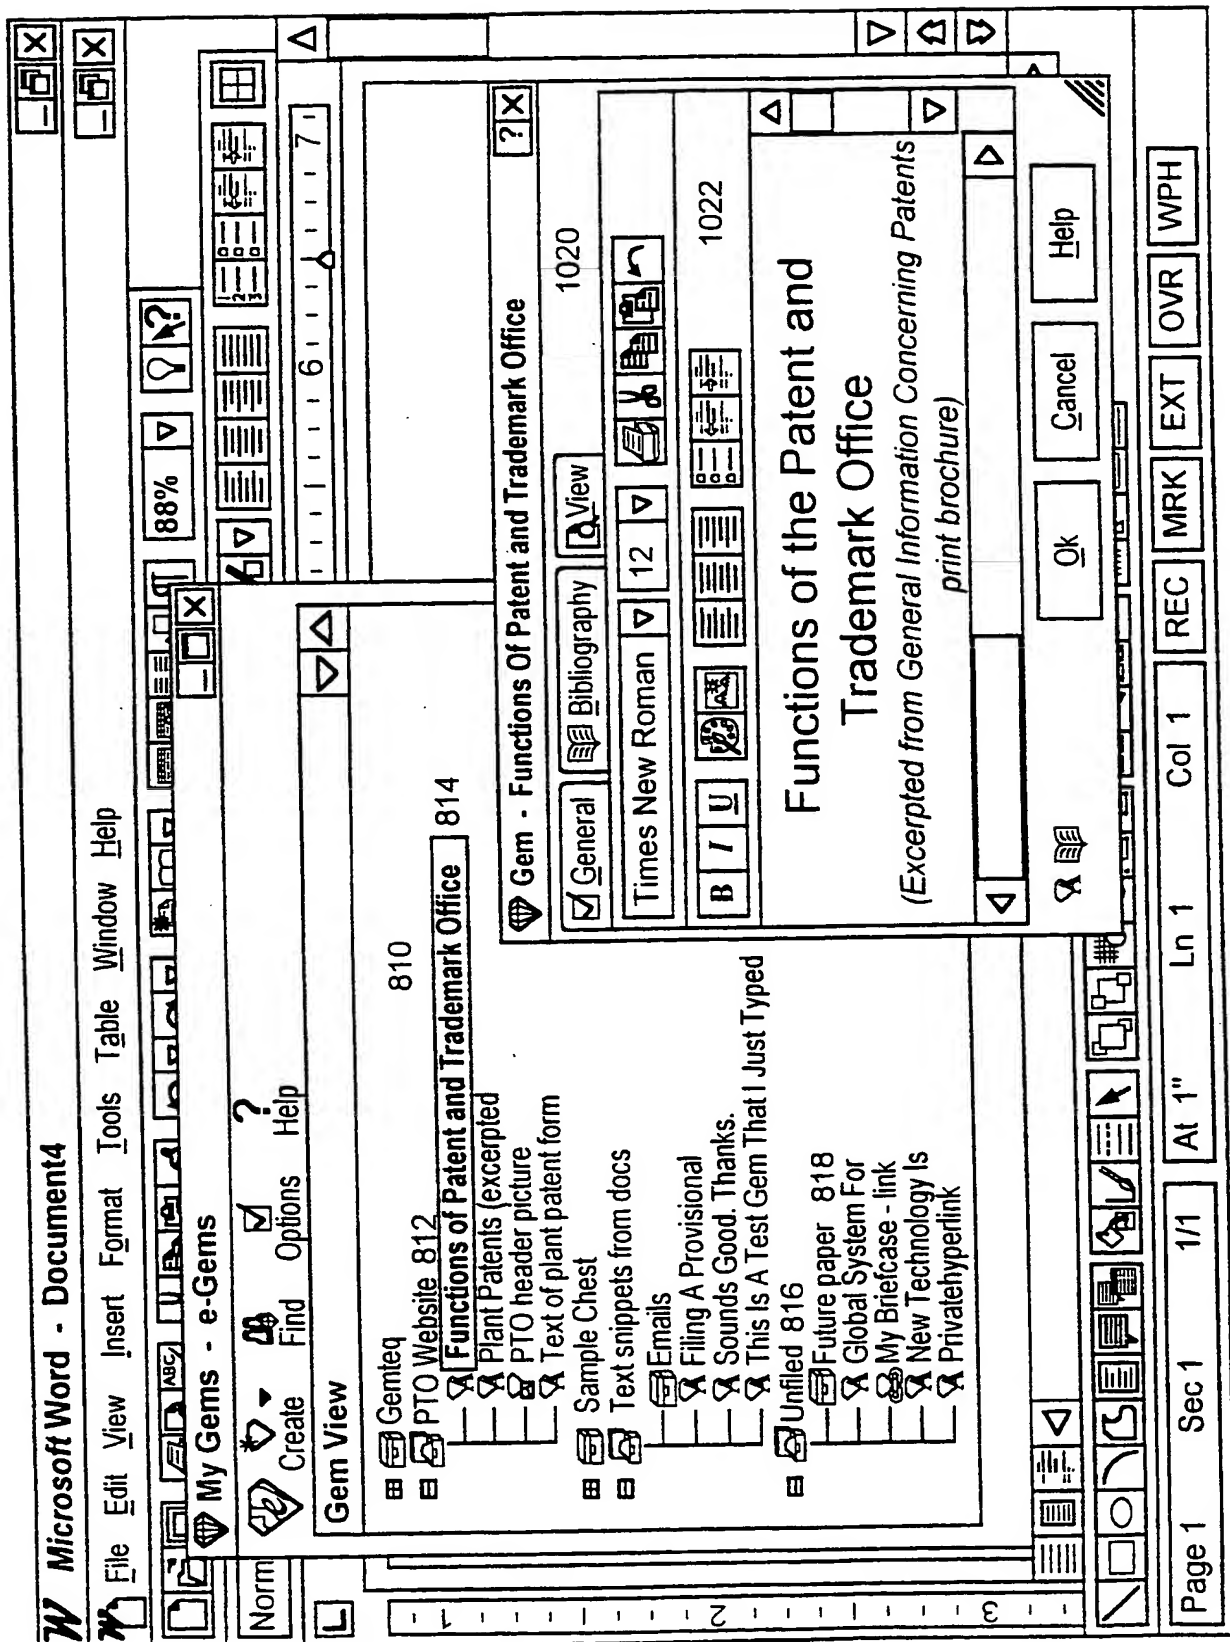 Microsoft Word - Document4
File Edit View Insert Format Tools Table Window Help
ABC
88%
?
My Gems - e-Gems
Norm
Create Find Options Help
?
L
6 7
Gem View
810
Gemteq
PTO Website 812
Functions of Patent and Trademark Office 814
Plant Patents (excerpted
PTO header picture
Text of plant patent form
Sample Chest
Text snippets from docs
Emails
Filing A Provisional
Sounds Good. Thanks.
This Is A Test Gem That I Just Typed
Unfiled 816
Future paper 818
Global System For
My Briefcase - link
New Technology Is
Privatehyperlink
Gem - Functions Of Patent and Trademark Office
?
General Bibliography View 1020
Times New Roman 12
B I U 1022
Functions of the Patent and
Trademark Office
(Excerpted from General Information Concerning Patents
print brochure)
Ok Cancel Help
1
2
3
Page 1 Sec 1 1/1 At 1" Ln 1 Col 1 REC MRK EXT OVR WPH